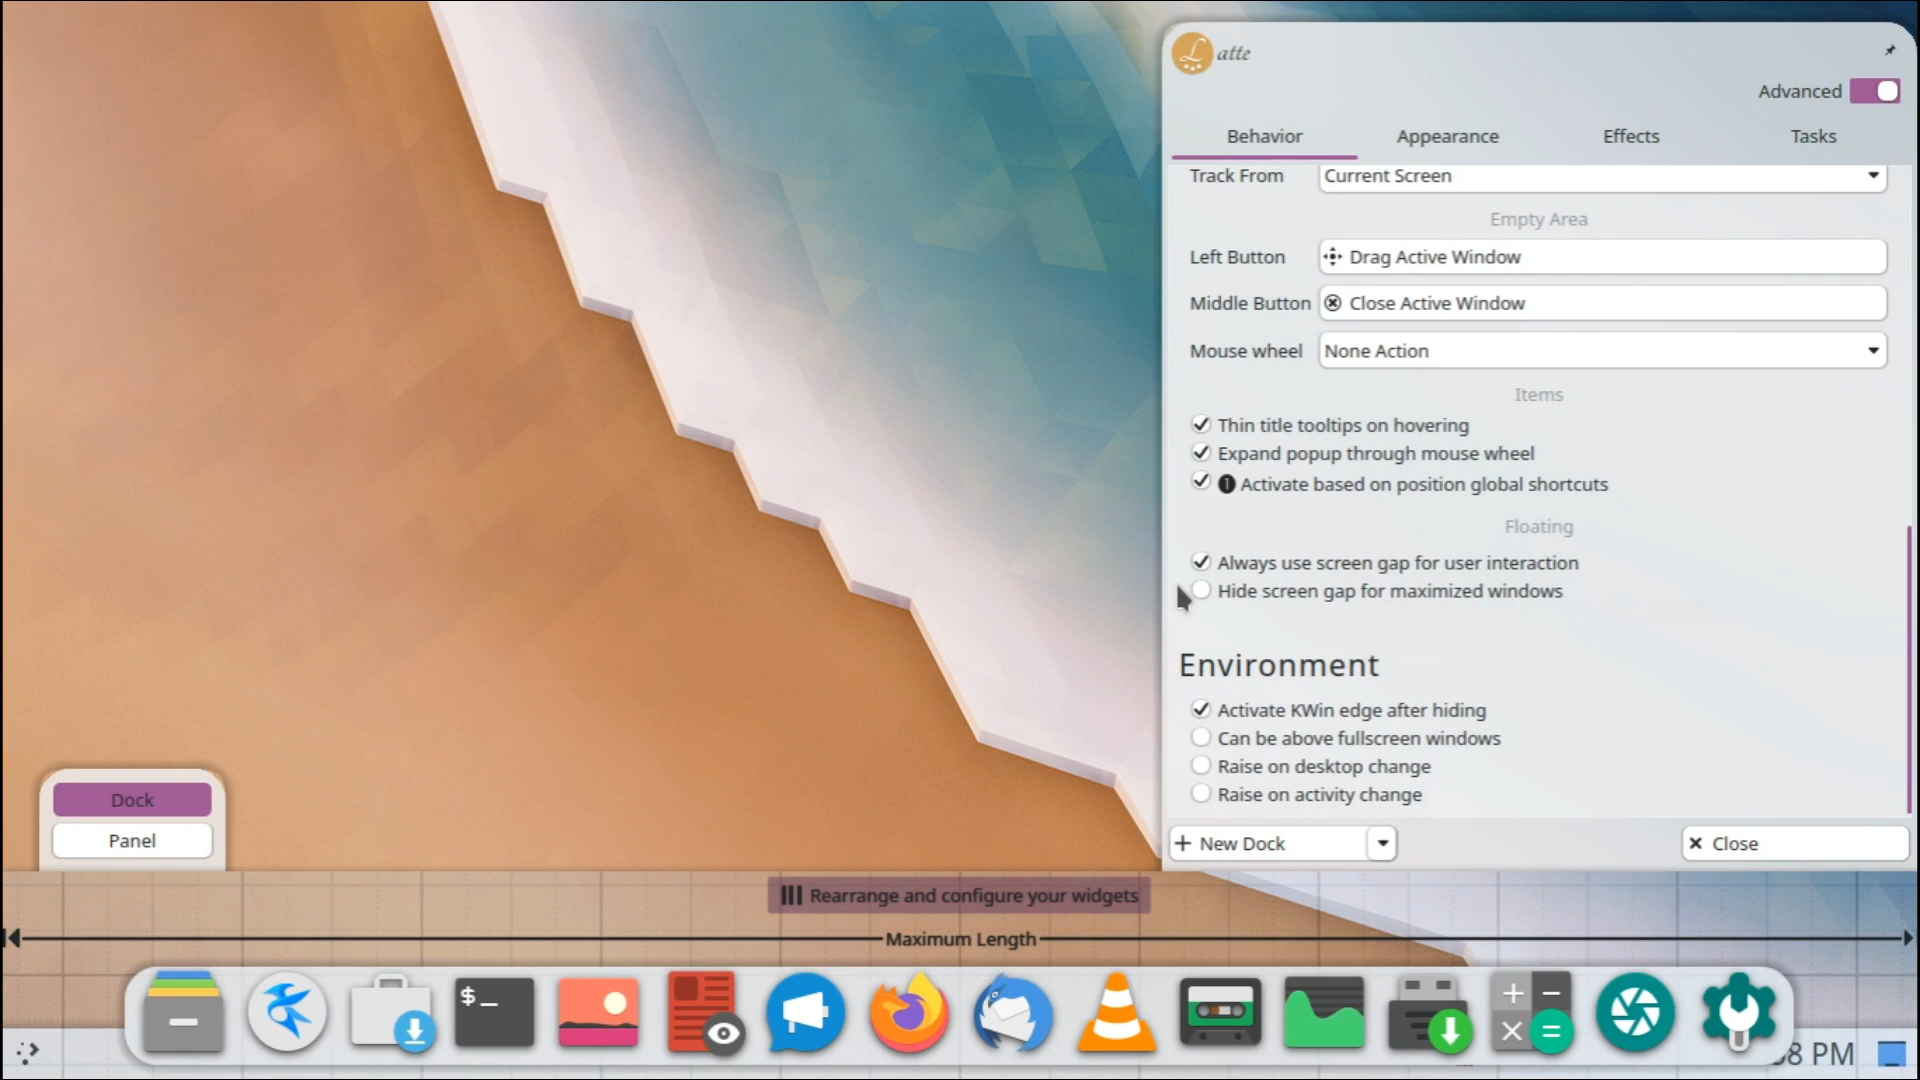 Latte
Advanced
Behavior
Appearance
Effects
Tasks
Track From
Current Screen
Empty Area
Left Button
Drag Active Window
Middle Button
Close Active Window
Mouse wheel
None Action
Items
Thin title tooltips on hovering
Expand popup through mouse wheel
1 Activate based on position global shortcuts
Floating
Always use screen gap for user interaction
Hide screen gap for maximized windows
Environment
Activate KWin edge after hiding
Can be above fullscreen windows
Raise on desktop change
Raise on activity change
Dock
Panel
+ New Dock
Close
Rearrange and configure your widgets
Maximum Length
$_
+ −
× =
8 PM